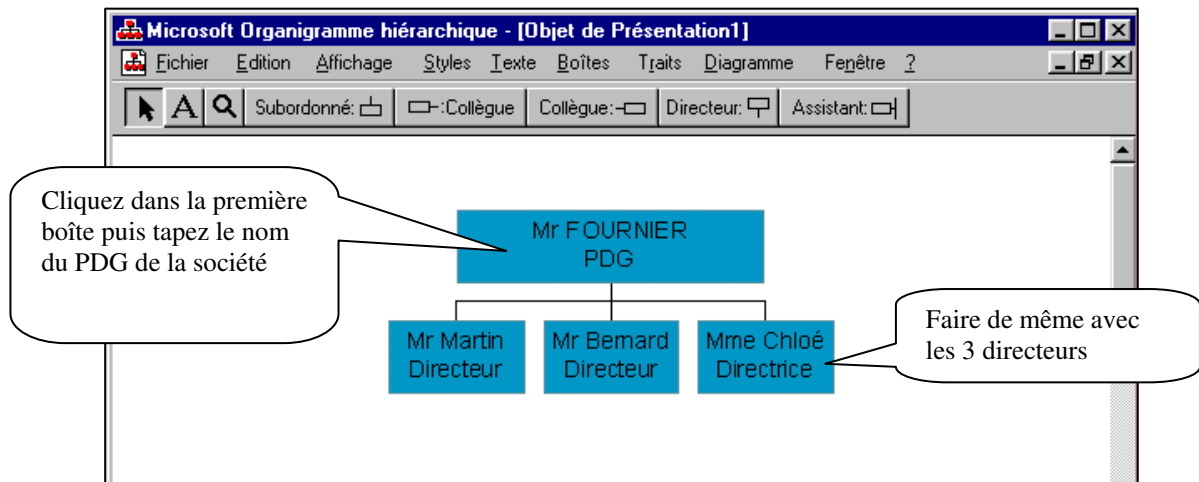 Microsoft Organigramme hiérarchique - [Objet de Présentation1]
Fichier Edition Affichage Styles Texte Boîtes Traits Diagramme Fenêtre ?
A Subordonné: :Collègue Collègue: Directeur: Assistant:
Cliquez dans la première
boîte puis tapez le nom
du PDG de la société
Mr FOURNIER
PDG
Mr Martin
Directeur
Mr Bernard
Directeur
Mme Chloé
Directrice
Faire de même avec
les 3 directeurs